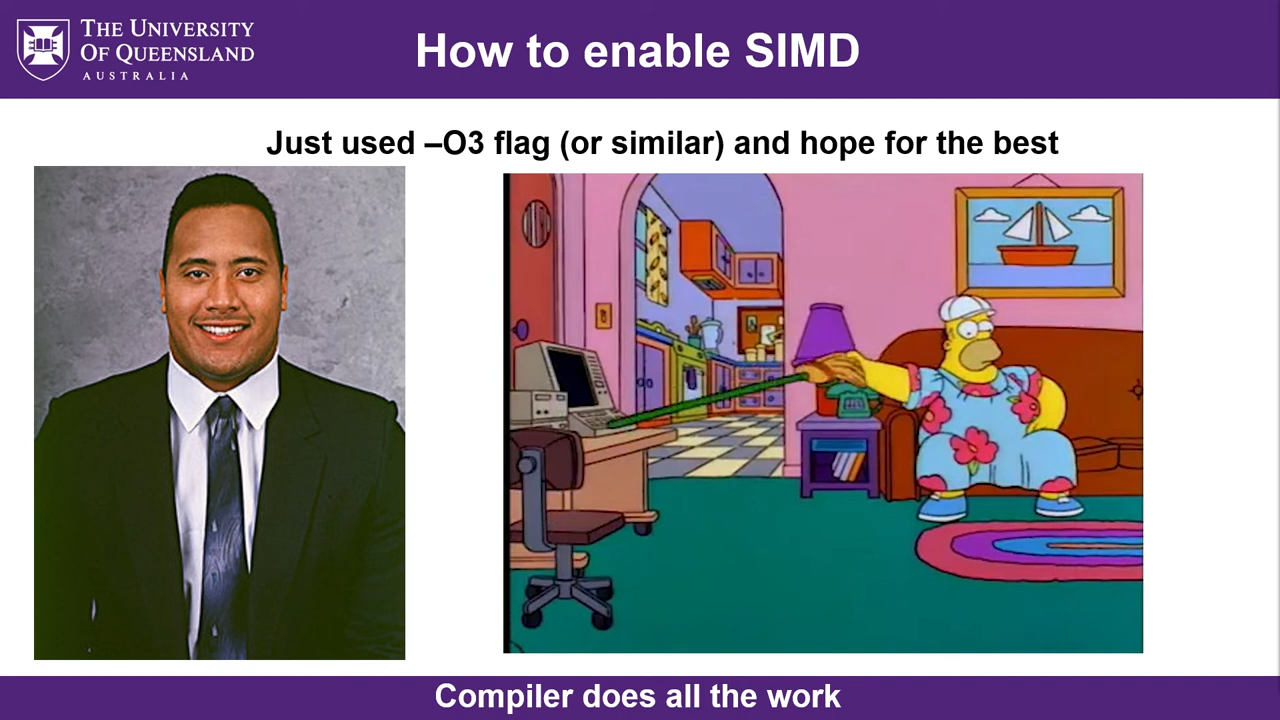 THE UNIVERSITY
OF QUEENSLAND
AUSTRALIA
How to enable SIMD
Just used –O3 flag (or similar) and hope for the best
Compiler does all the work